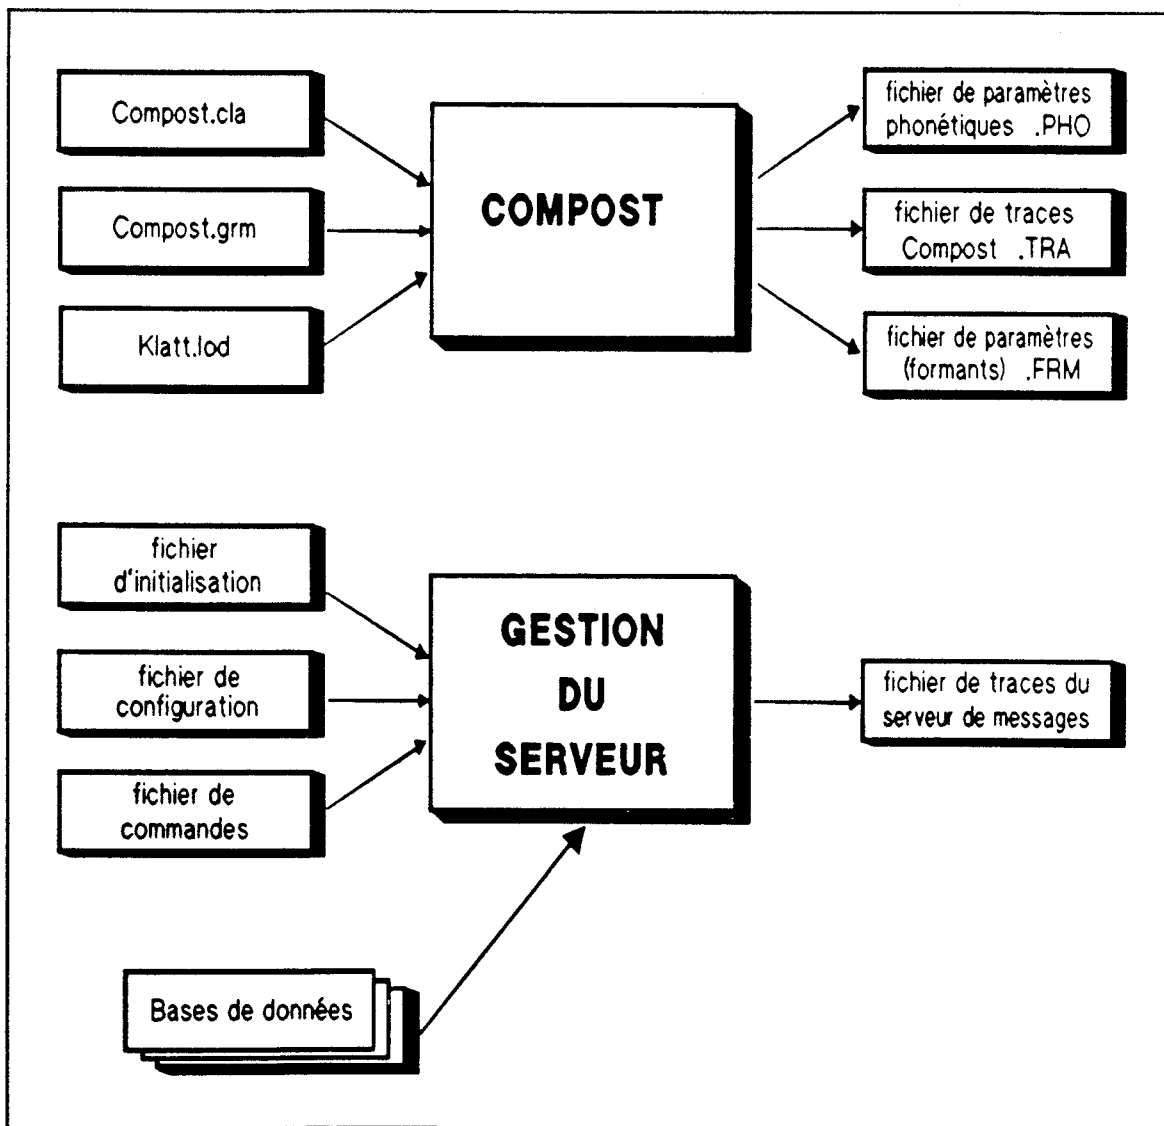 Compost.cla
Compost.grm
Klatt.lod
COMPOST
fichier de paramètres
phonétiques .PHO
fichier de traces
Compost .TRA
fichier de paramètres
(formants) .FRM
fichier
d'initialisation
fichier de
configuration
fichier de
commandes
GESTION
DU
SERVEUR
fichier de traces du
serveur de messages
Bases de données